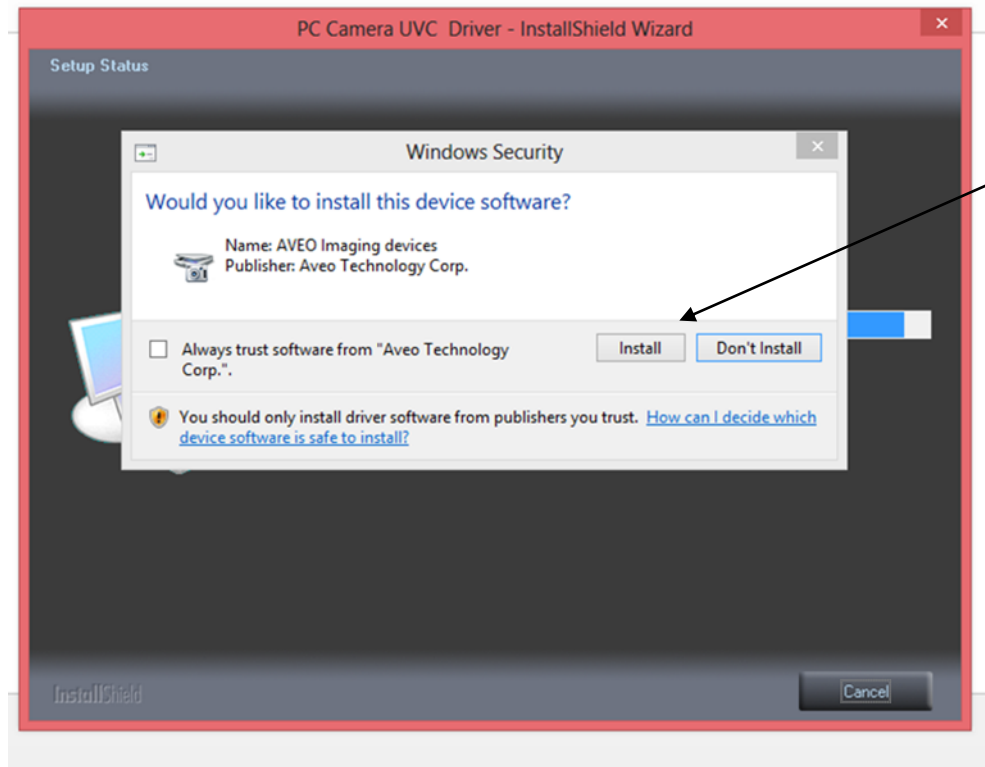 PC Camera UVC Driver - InstallShield Wizard
Setup Status
Windows Security
Would you like to install this device software?
Name: AVEO Imaging devices
Publisher: Aveo Technology Corp.
Always trust software from "Aveo Technology
Corp.".
Install
Don't Install
You should only install driver software from publishers you trust. How can I decide which
device software is safe to install?
InstallShield
Cancel